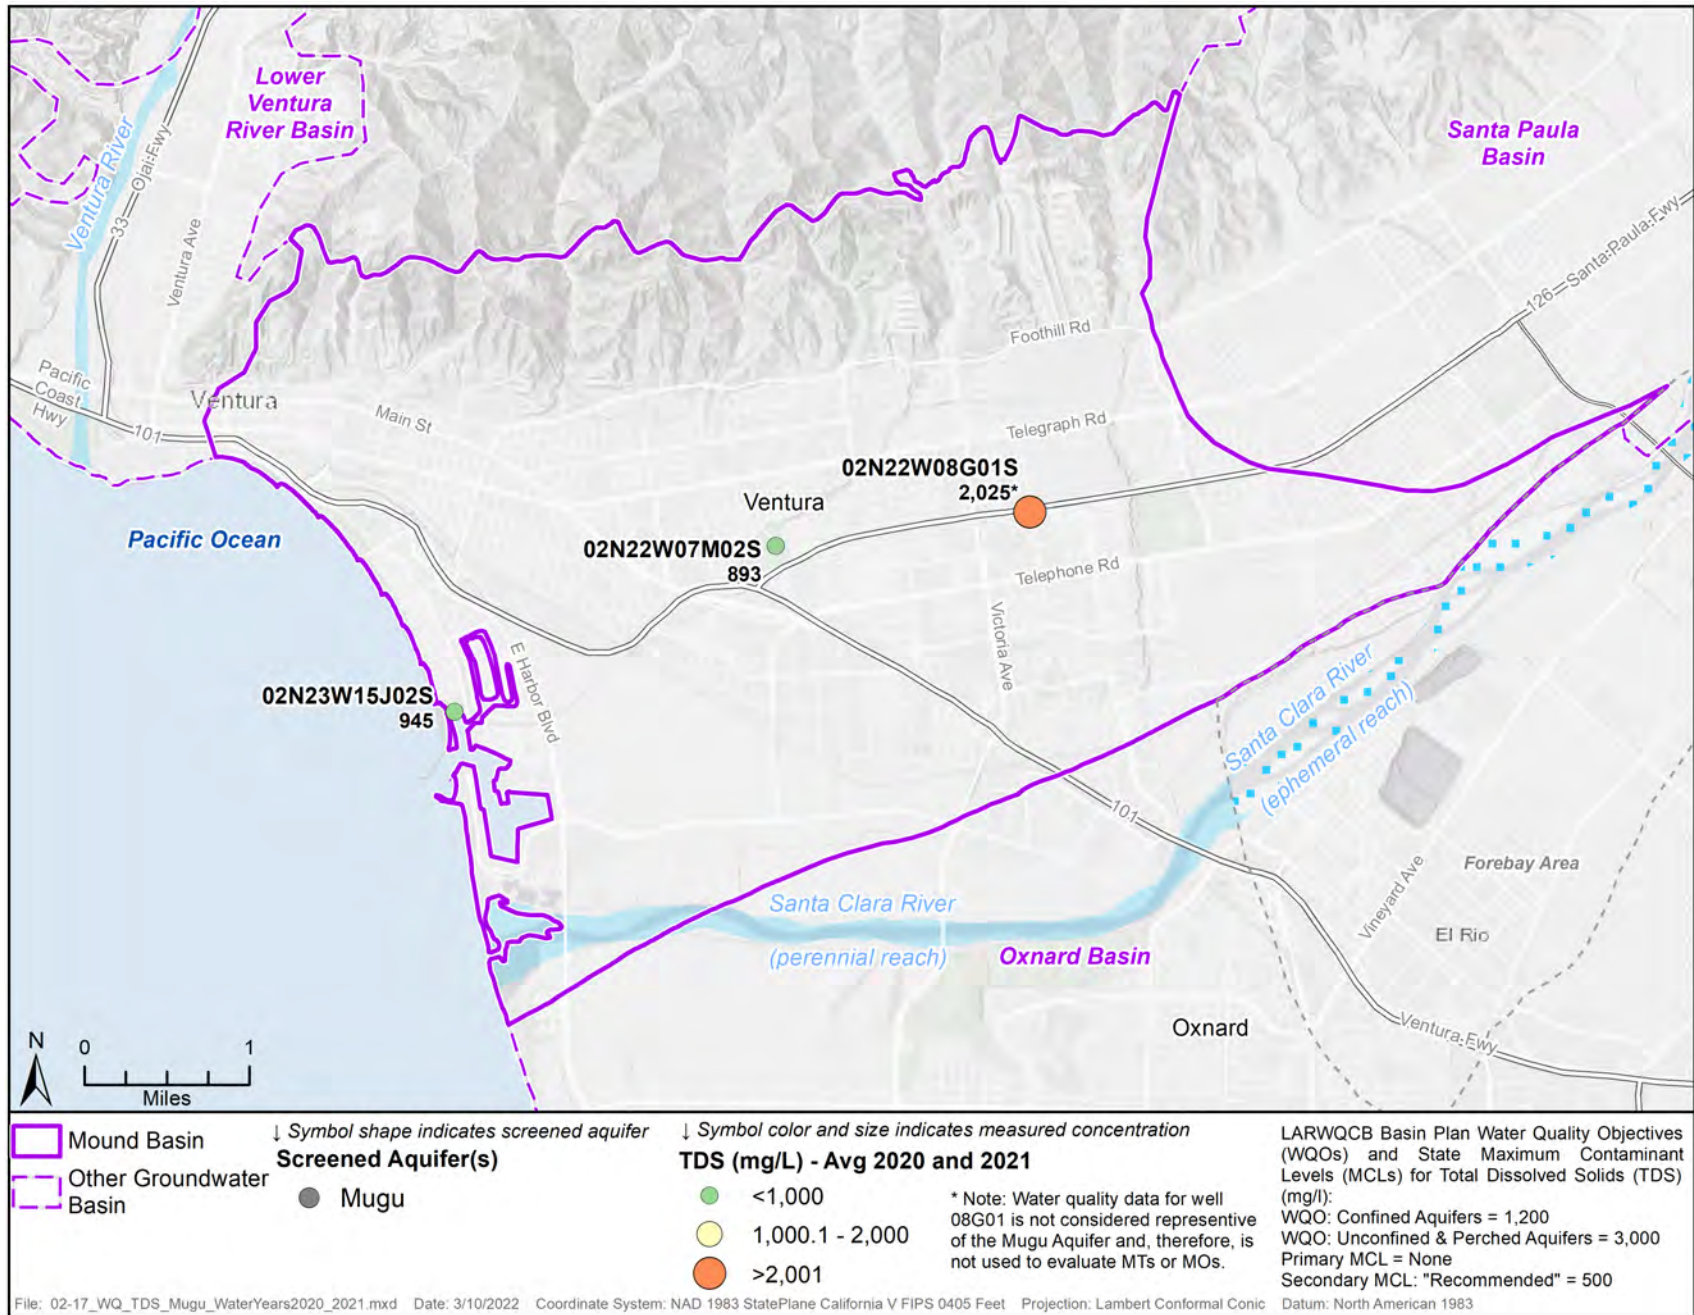 Lower
Ventura
River Basin
Santa Paula
Basin
Ventura River
33
Ojai Fwy
Ventura Ave
126
Santa Paula Fwy
Foothill Rd
Pacific
Coast
Hwy
Ventura
101
Main St
Telegraph Rd
02N22W08G01S
2,025*
Ventura
Pacific Ocean
02N22W07M02S
893
Telephone Rd
Victoria Ave
E Harbor Blvd
02N23W15J02S
945
Santa Clara River
(ephemeral reach)
101
Vineyard Ave
Forebay Area
Santa Clara River
(perennial reach)
El Rio
Oxnard Basin
Oxnard
Ventura Fwy
N
0 1
Miles
Mound Basin
Other Groundwater
Basin
↓ Symbol shape indicates screened aquifer
Screened Aquifer(s)
Mugu
↓ Symbol color and size indicates measured concentration
TDS (mg/L) - Avg 2020 and 2021
<1,000
1,000.1 - 2,000
>2,001
* Note: Water quality data for well
08G01 is not considered representive
of the Mugu Aquifer and, therefore, is
not used to evaluate MTs or MOs.
LARWQCB Basin Plan Water Quality Objectives
(WQOs) and State Maximum Contaminant
Levels (MCLs) for Total Dissolved Solids (TDS)
(mg/l):
WQO: Confined Aquifers = 1,200
WQO: Unconfined & Perched Aquifers = 3,000
Primary MCL = None
Secondary MCL: "Recommended" = 500
File: 02-17_WQ_TDS_Mugu_WaterYears2020_2021.mxd Date: 3/10/2022 Coordinate System: NAD 1983 StatePlane California V FIPS 0405 Feet Projection: Lambert Conformal Conic Datum: North American 1983